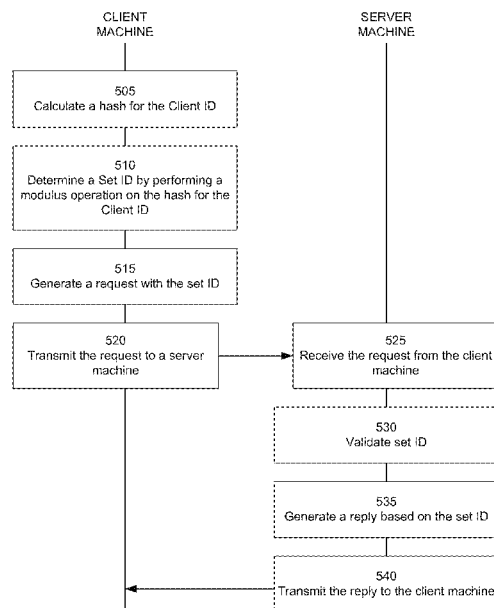 CLIENT
MACHINE
SERVER
MACHINE
505
Calculate a hash for the Client ID
510
Determine a Set ID by performing a
modulus operation on the hash for the
Client ID
515
Generate a request with the set ID
520
Transmit the request to a server
machine
525
Receive the request from the client
machine
530
Validate set ID
535
Generate a reply based on the set ID
540
Transmit the reply to the client machine